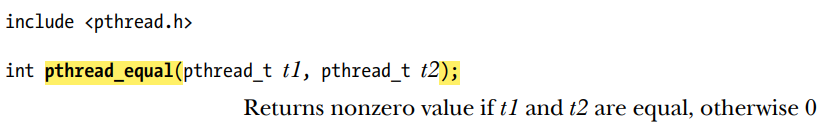 include <pthread.h>
int pthread_equal(pthread_t t1, pthread_t t2);
Returns nonzero value if t1 and t2 are equal, otherwise 0